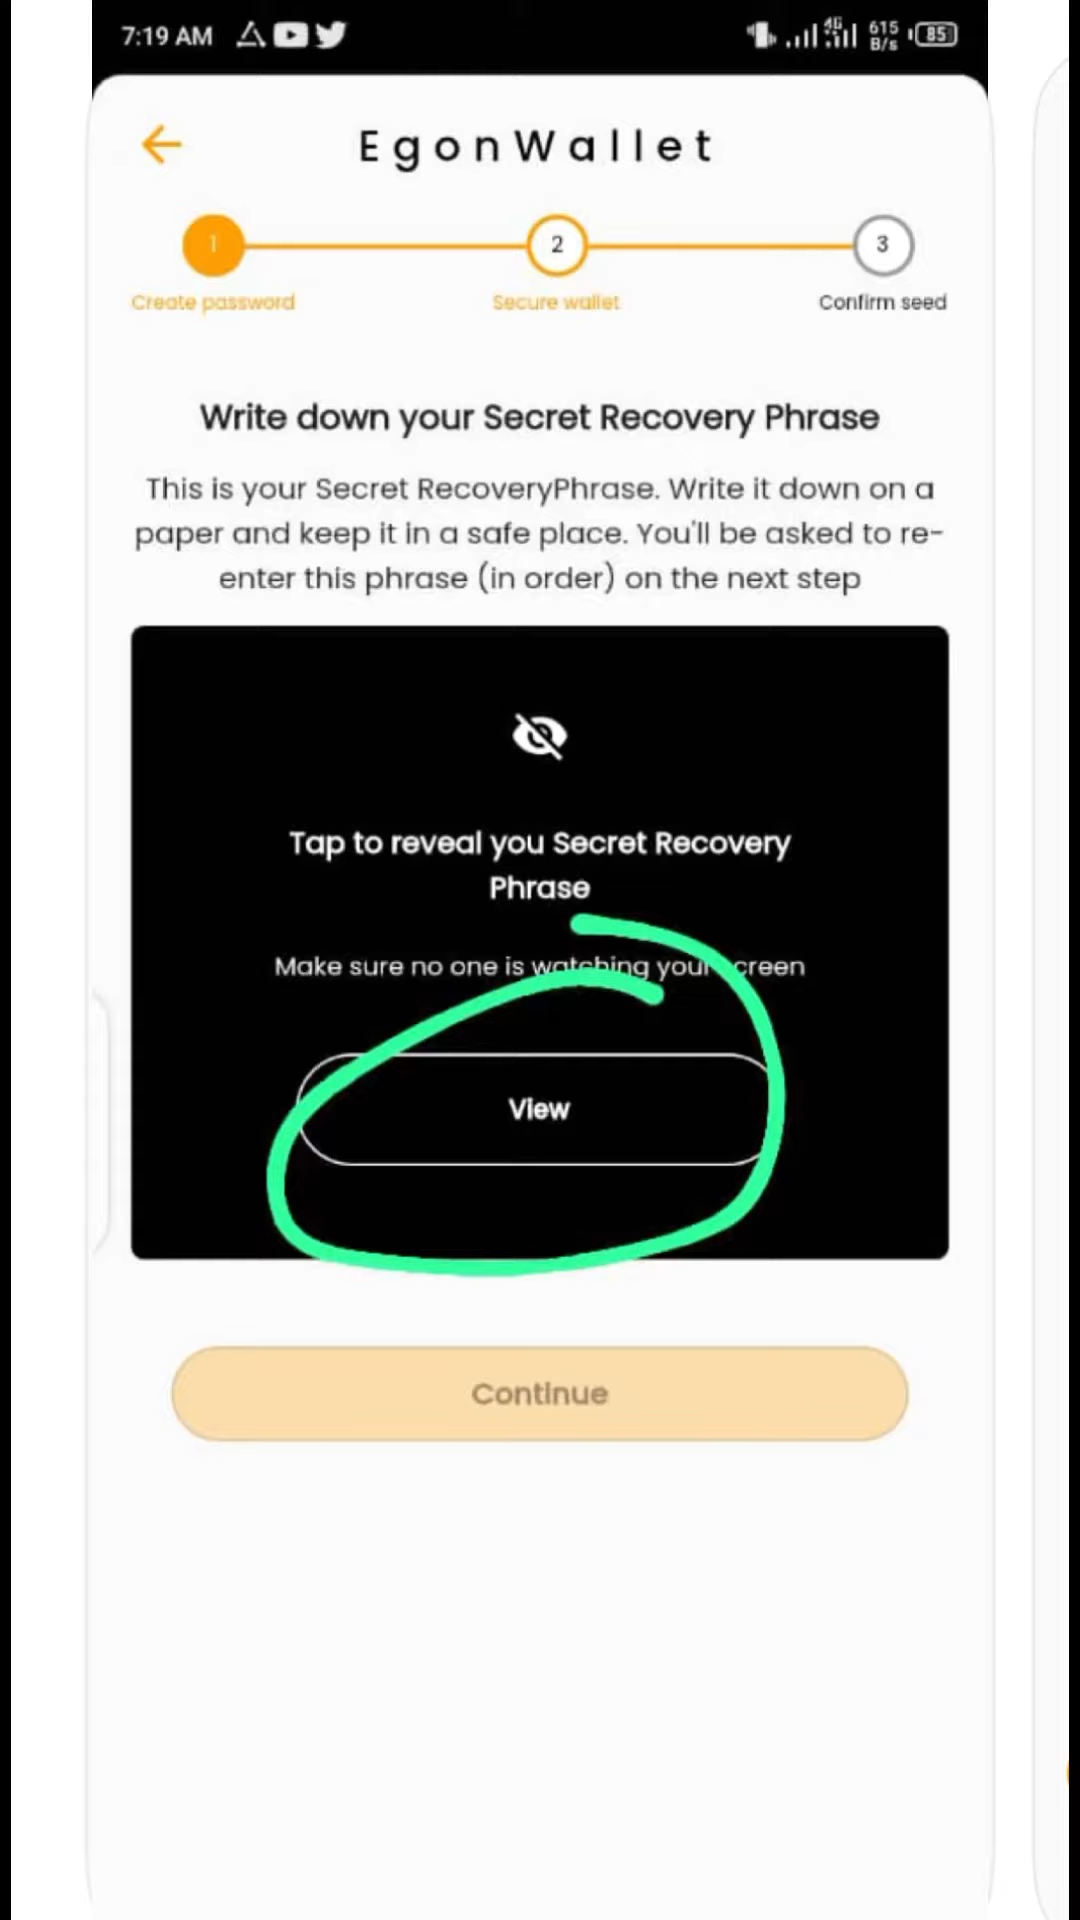 7:19 AM 4G 615 B/s 85
EgonWallet
1 2 3
Create password Secure wallet Confirm seed
Write down your Secret Recovery Phrase
This is your Secret RecoveryPhrase. Write it down on a
paper and keep it in a safe place. You'll be asked to re-
enter this phrase (in order) on the next step
Tap to reveal you Secret Recovery
Phrase
Make sure no one is watching your screen
View
Continue